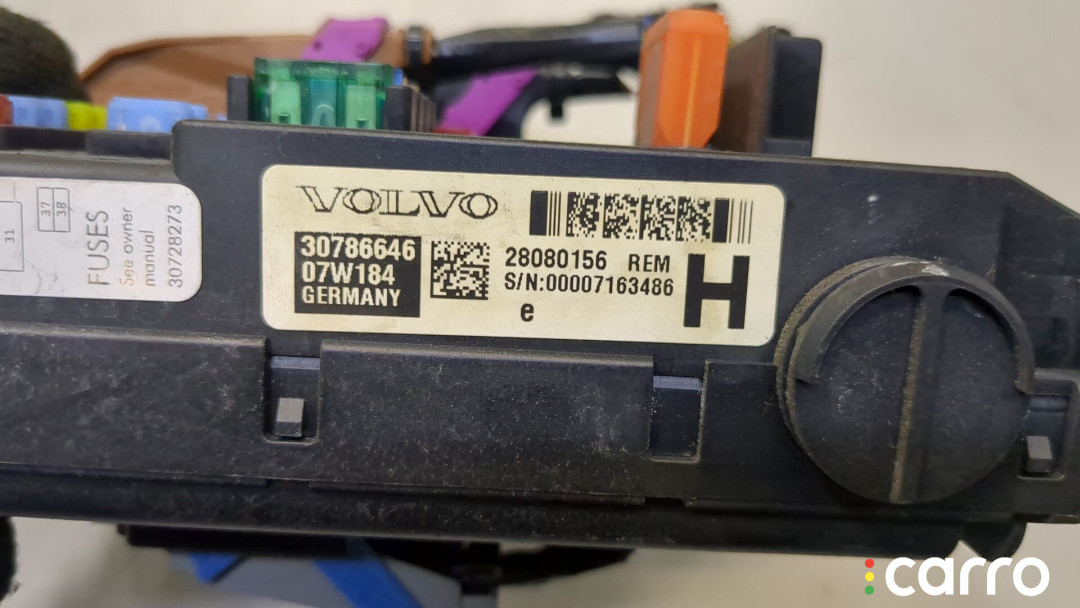 31
37
38
FUSES
See owner
manual
30728273
VOLVO
30786646
07W184
GERMANY
28080156 REM
S/N:00007163486
e
H
carro